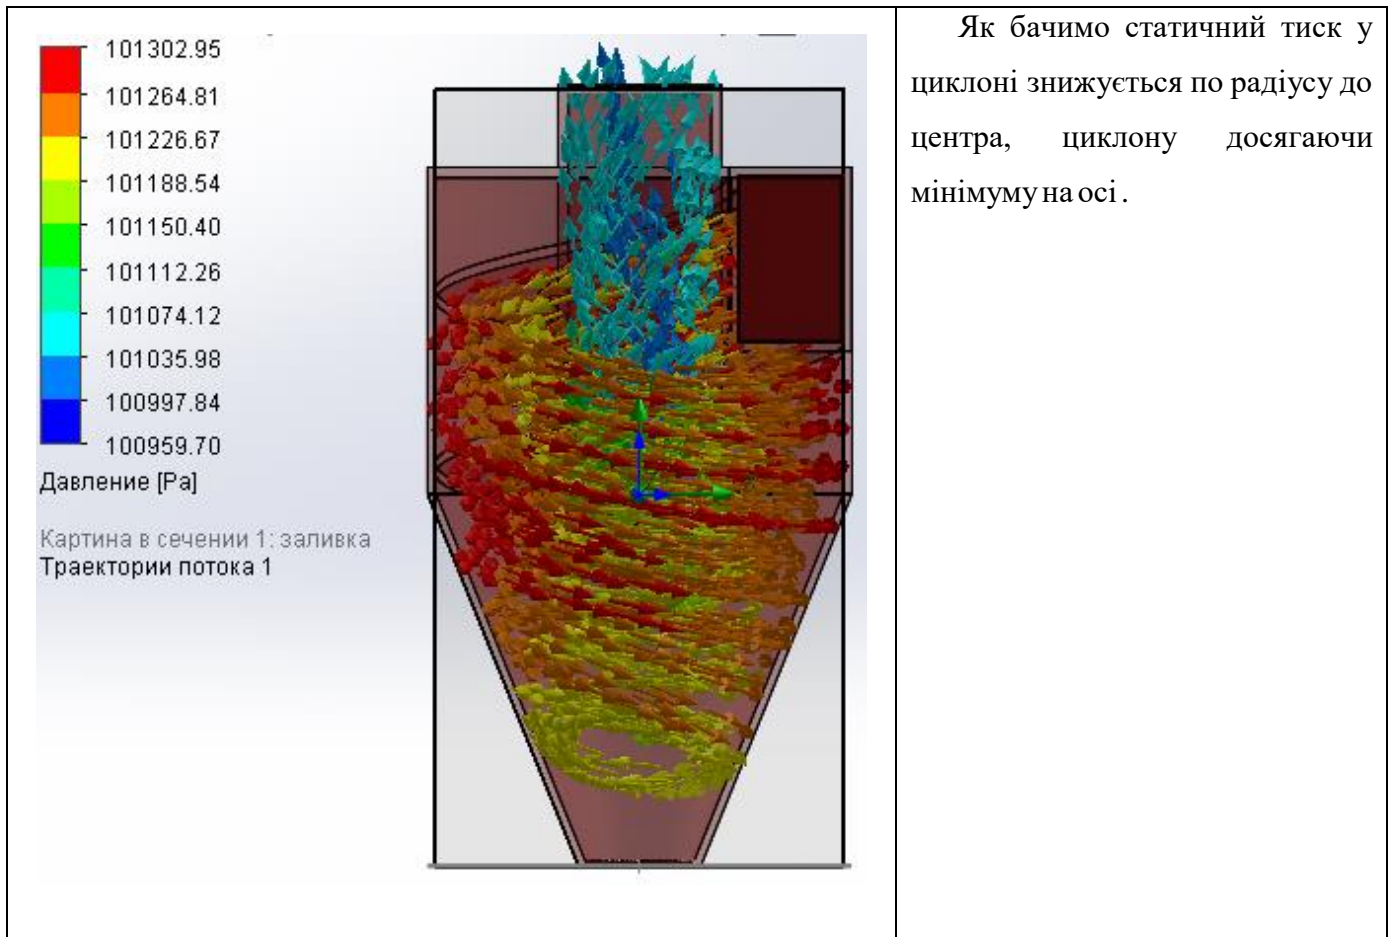 101302.95
101264.81
101226.67
101188.54
101150.40
101112.26
101074.12
101035.98
100997.84
100959.70
Давление [Pa]
Картина в сечении 1: заливка
Траектории потока 1
Як бачимо статичний тиск у
циклоні знижується по радіусу до
центра, циклону досягаючи
мінімуму на осі.